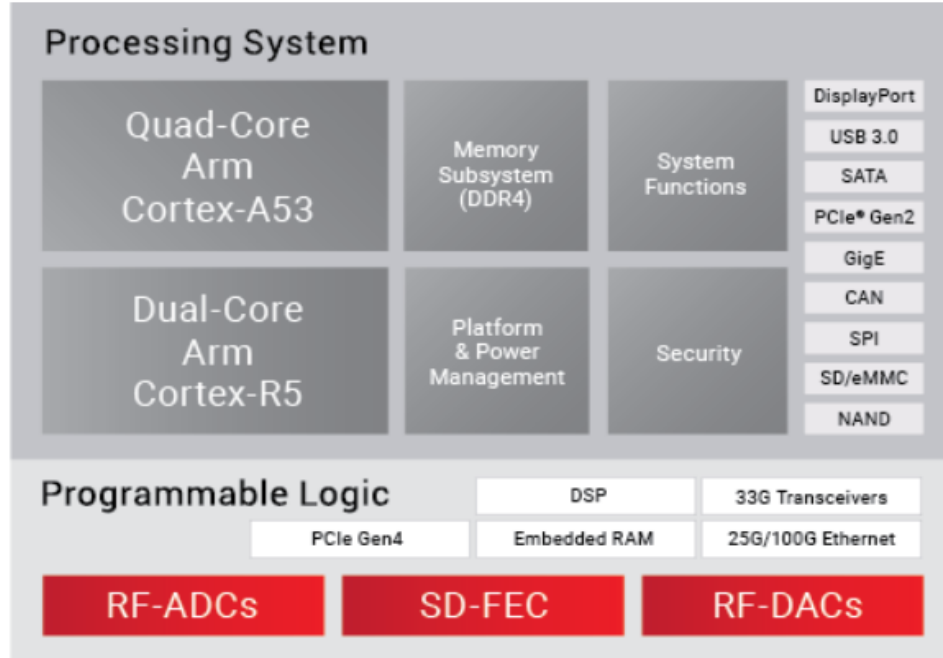 Processing System
Quad-Core
Arm
Cortex-A53
Memory
Subsystem
(DDR4)
System
Functions
DisplayPort
USB 3.0
SATA
PCIe® Gen2
GigE
CAN
SPI
SD/eMMC
NAND
Dual-Core
Arm
Cortex-R5
Platform
& Power
Management
Security
Programmable Logic
DSP
33G Transceivers
PCIe Gen4
Embedded RAM
25G/100G Ethernet
RF-ADCs
SD-FEC
RF-DACs